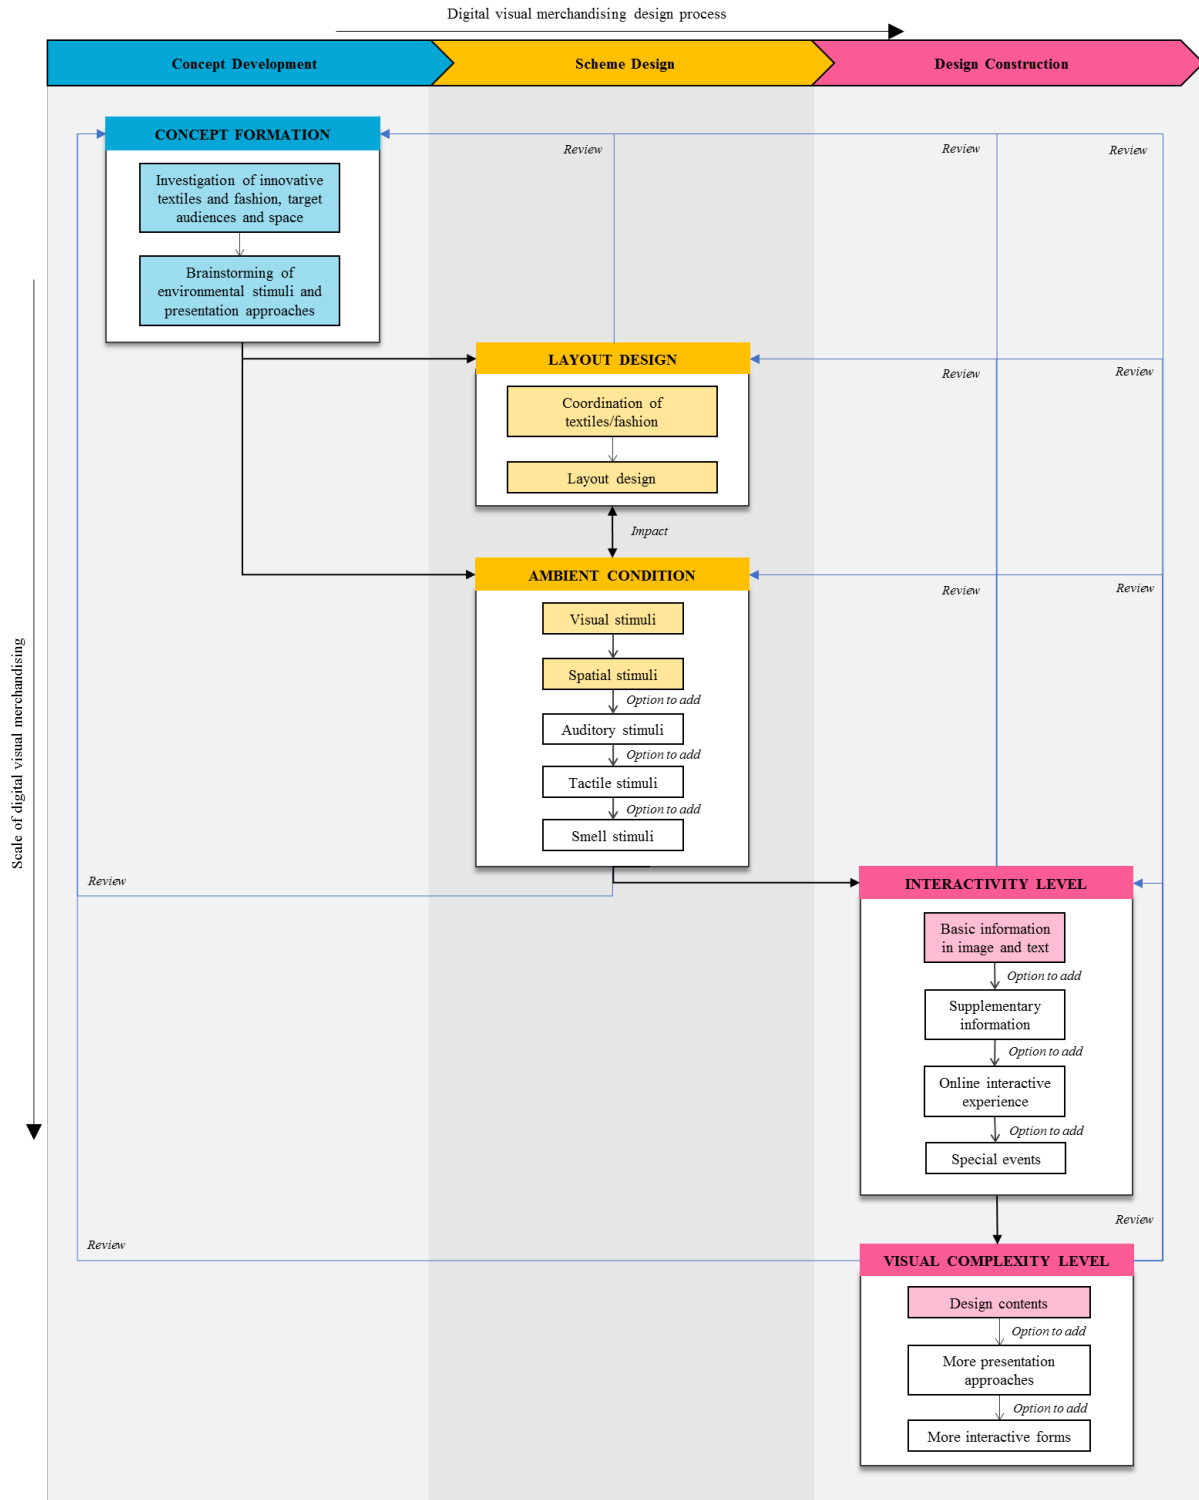 Digital visual merchandising design process
Concept Development
Scheme Design
Design Construction
CONCEPT FORMATION
Investigation of innovative
textiles and fashion, target
audiences and space
Brainstorming of
environmental stimuli and
presentation approaches
Review
Review
Review
Scale of digital visual merchandising
LAYOUT DESIGN
Coordination of
textiles/fashion
Layout design
Review
Review
Impact
AMBIENT CONDITION
Visual stimuli
Spatial stimuli
Option to add
Auditory stimuli
Option to add
Tactile stimuli
Option to add
Smell stimuli
Review
Review
Review
INTERACTIVITY LEVEL
Basic information
in image and text
Option to add
Supplementary
information
Option to add
Online interactive
experience
Option to add
Special events
Review
Review
VISUAL COMPLEXITY LEVEL
Design contents
Option to add
More presentation
approaches
Option to add
More interactive forms